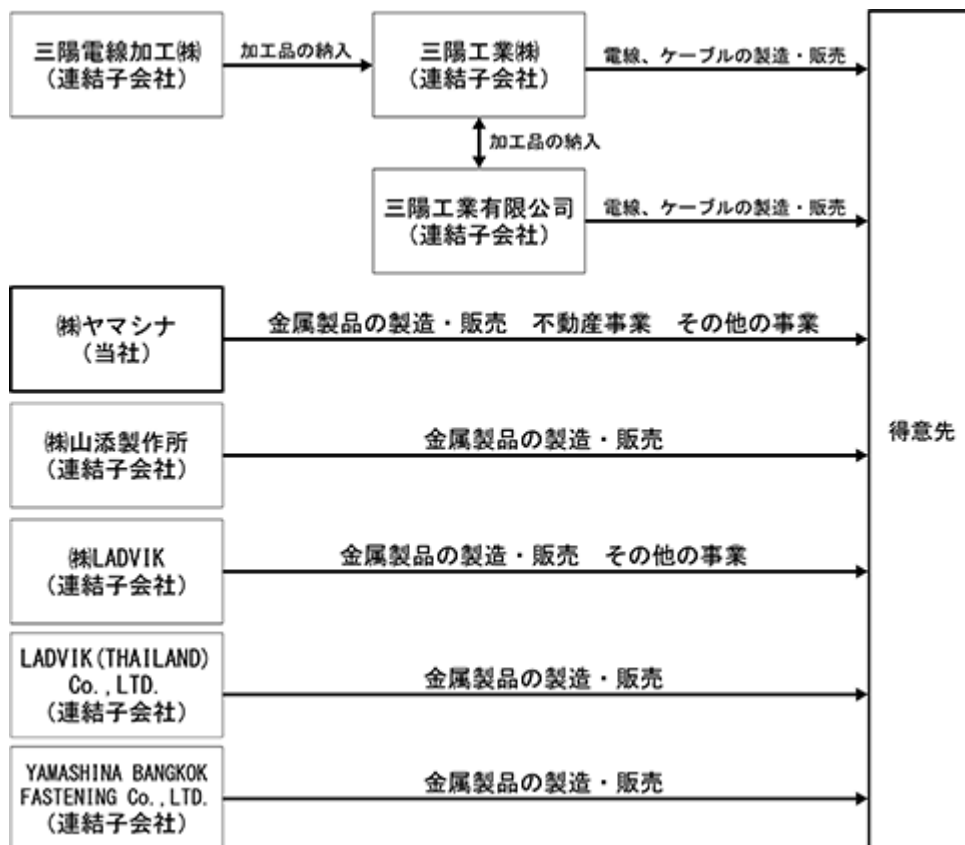 三陽電線加工㈱
(連結子会社)
加工品の納入
三陽工業㈱
(連結子会社)
電線、ケーブルの製造・販売
加工品の納入
三陽工業有限公司
(連結子会社)
電線、ケーブルの製造・販売
㈱ヤマシナ
(当社)
金属製品の製造・販売　不動産事業　その他の事業
㈱山添製作所
(連結子会社)
金属製品の製造・販売
得意先
㈱LADVIK
(連結子会社)
金属製品の製造・販売　その他の事業
LADVIK(THAILAND)
Co.,LTD.
(連結子会社)
金属製品の製造・販売
YAMASHINA BANGKOK
FASTENING Co.,LTD.
(連結子会社)
金属製品の製造・販売